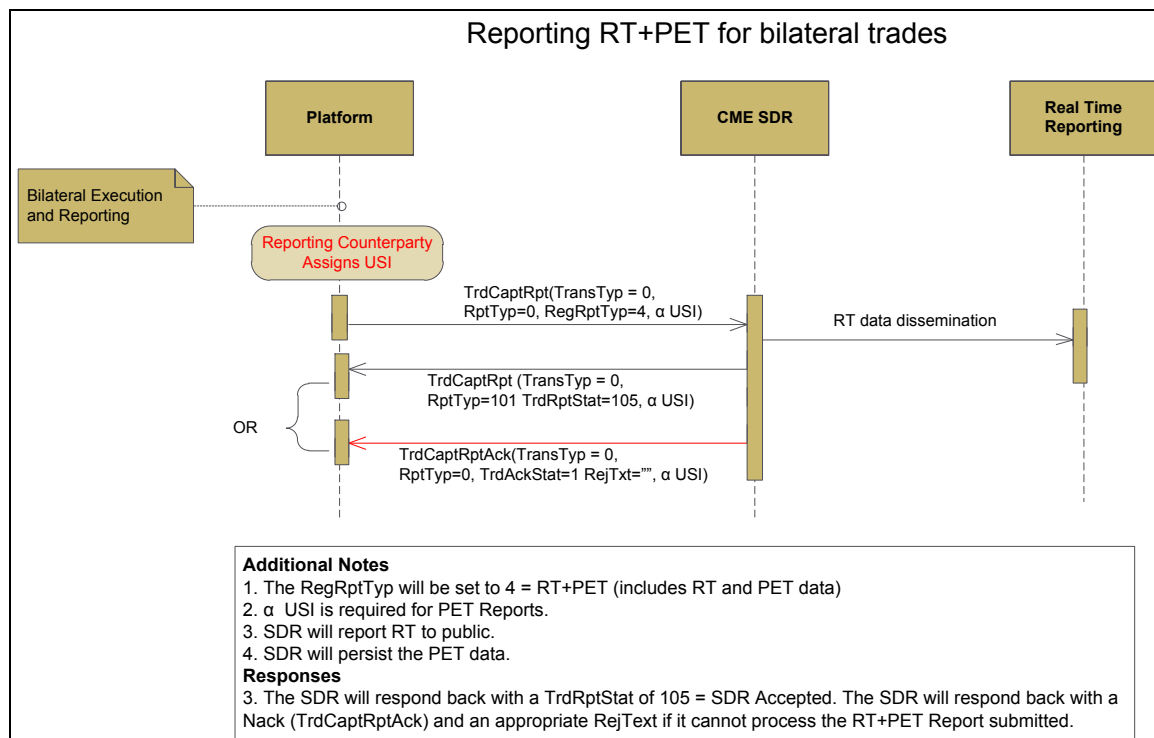 Reporting RT+PET for bilateral trades
Platform
CME SDR
Real Time
Reporting
Bilateral Execution
and Reporting
Reporting Counterparty
Assigns USI
TrdCaptRpt(TransTyp = 0,
RptTyp=0, RegRptTyp=4, α USI)
RT data dissemination
TrdCaptRpt (TransTyp = 0,
RptTyp=101 TrdRptStat=105, α USI)
OR
TrdCaptRptAck(TransTyp = 0,
RptTyp=0, TrdAckStat=1 RejTxt=””, α USI)
Additional Notes
1. The RegRptTyp will be set to 4 = RT+PET (includes RT and PET data)
2. α  USI is required for PET Reports.
3. SDR will report RT to public.
4. SDR will persist the PET data.
Responses
3. The SDR will respond back with a TrdRptStat of 105 = SDR Accepted. The SDR will respond back with a
Nack (TrdCaptRptAck) and an appropriate RejText if it cannot process the RT+PET Report submitted.